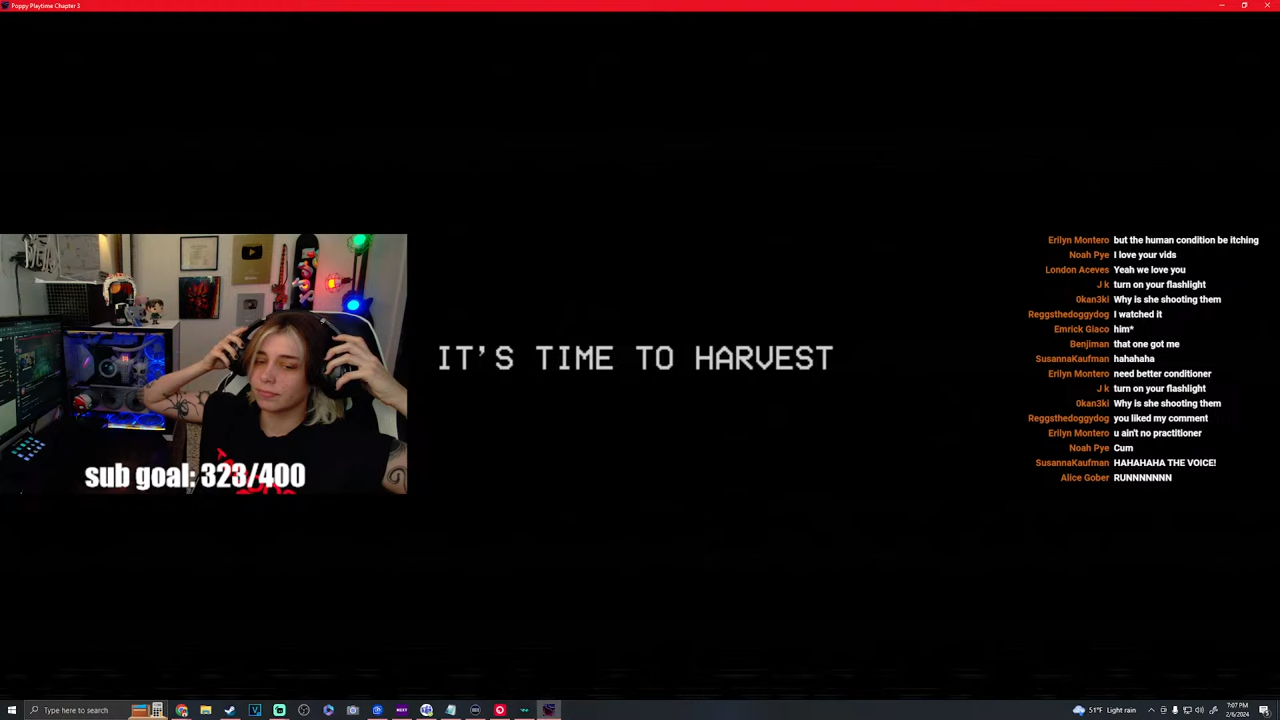 Poppy Playtime Chapter 3
Erilyn Montero but the human condition be itching
Noah Pye I love your vids
London Aceves Yeah we love you
J k turn on your flashlight
0kan3ki Why is she shooting them
Reggsthedoggydog I watched it
Emrick Giaco him*
Benjiman that one got me
SusannaKaufman hahahaha
Erilyn Montero need better conditioner
J k turn on your flashlight
0kan3ki Why is she shooting them
Reggsthedoggydog you liked my comment
Erilyn Montero u ain't no practitioner
Noah Pye Cum
SusannaKaufman HAHAHAHA THE VOICE!
Alice Gober RUNNNNNNN
IT'S TIME TO HARVEST
sub goal: 323/400
Type here to search
51°F Light rain
7:07 PM
2/6/2024